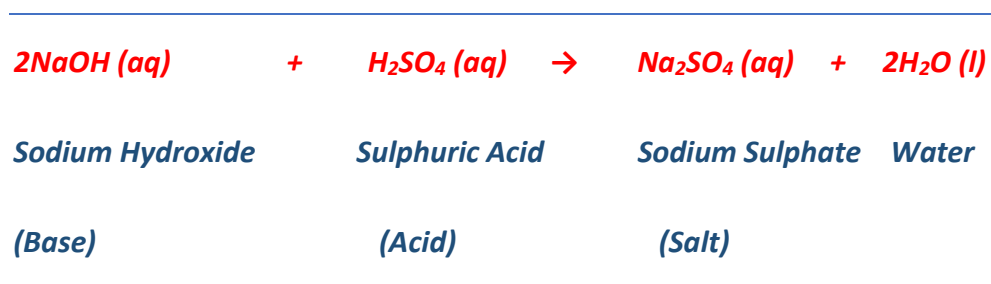 2NaOH (aq) + H₂SO₄ (aq) → Na₂SO₄ (aq) + 2H₂O (l)
Sodium Hydroxide Sulphuric Acid Sodium Sulphate Water
(Base) (Acid) (Salt)